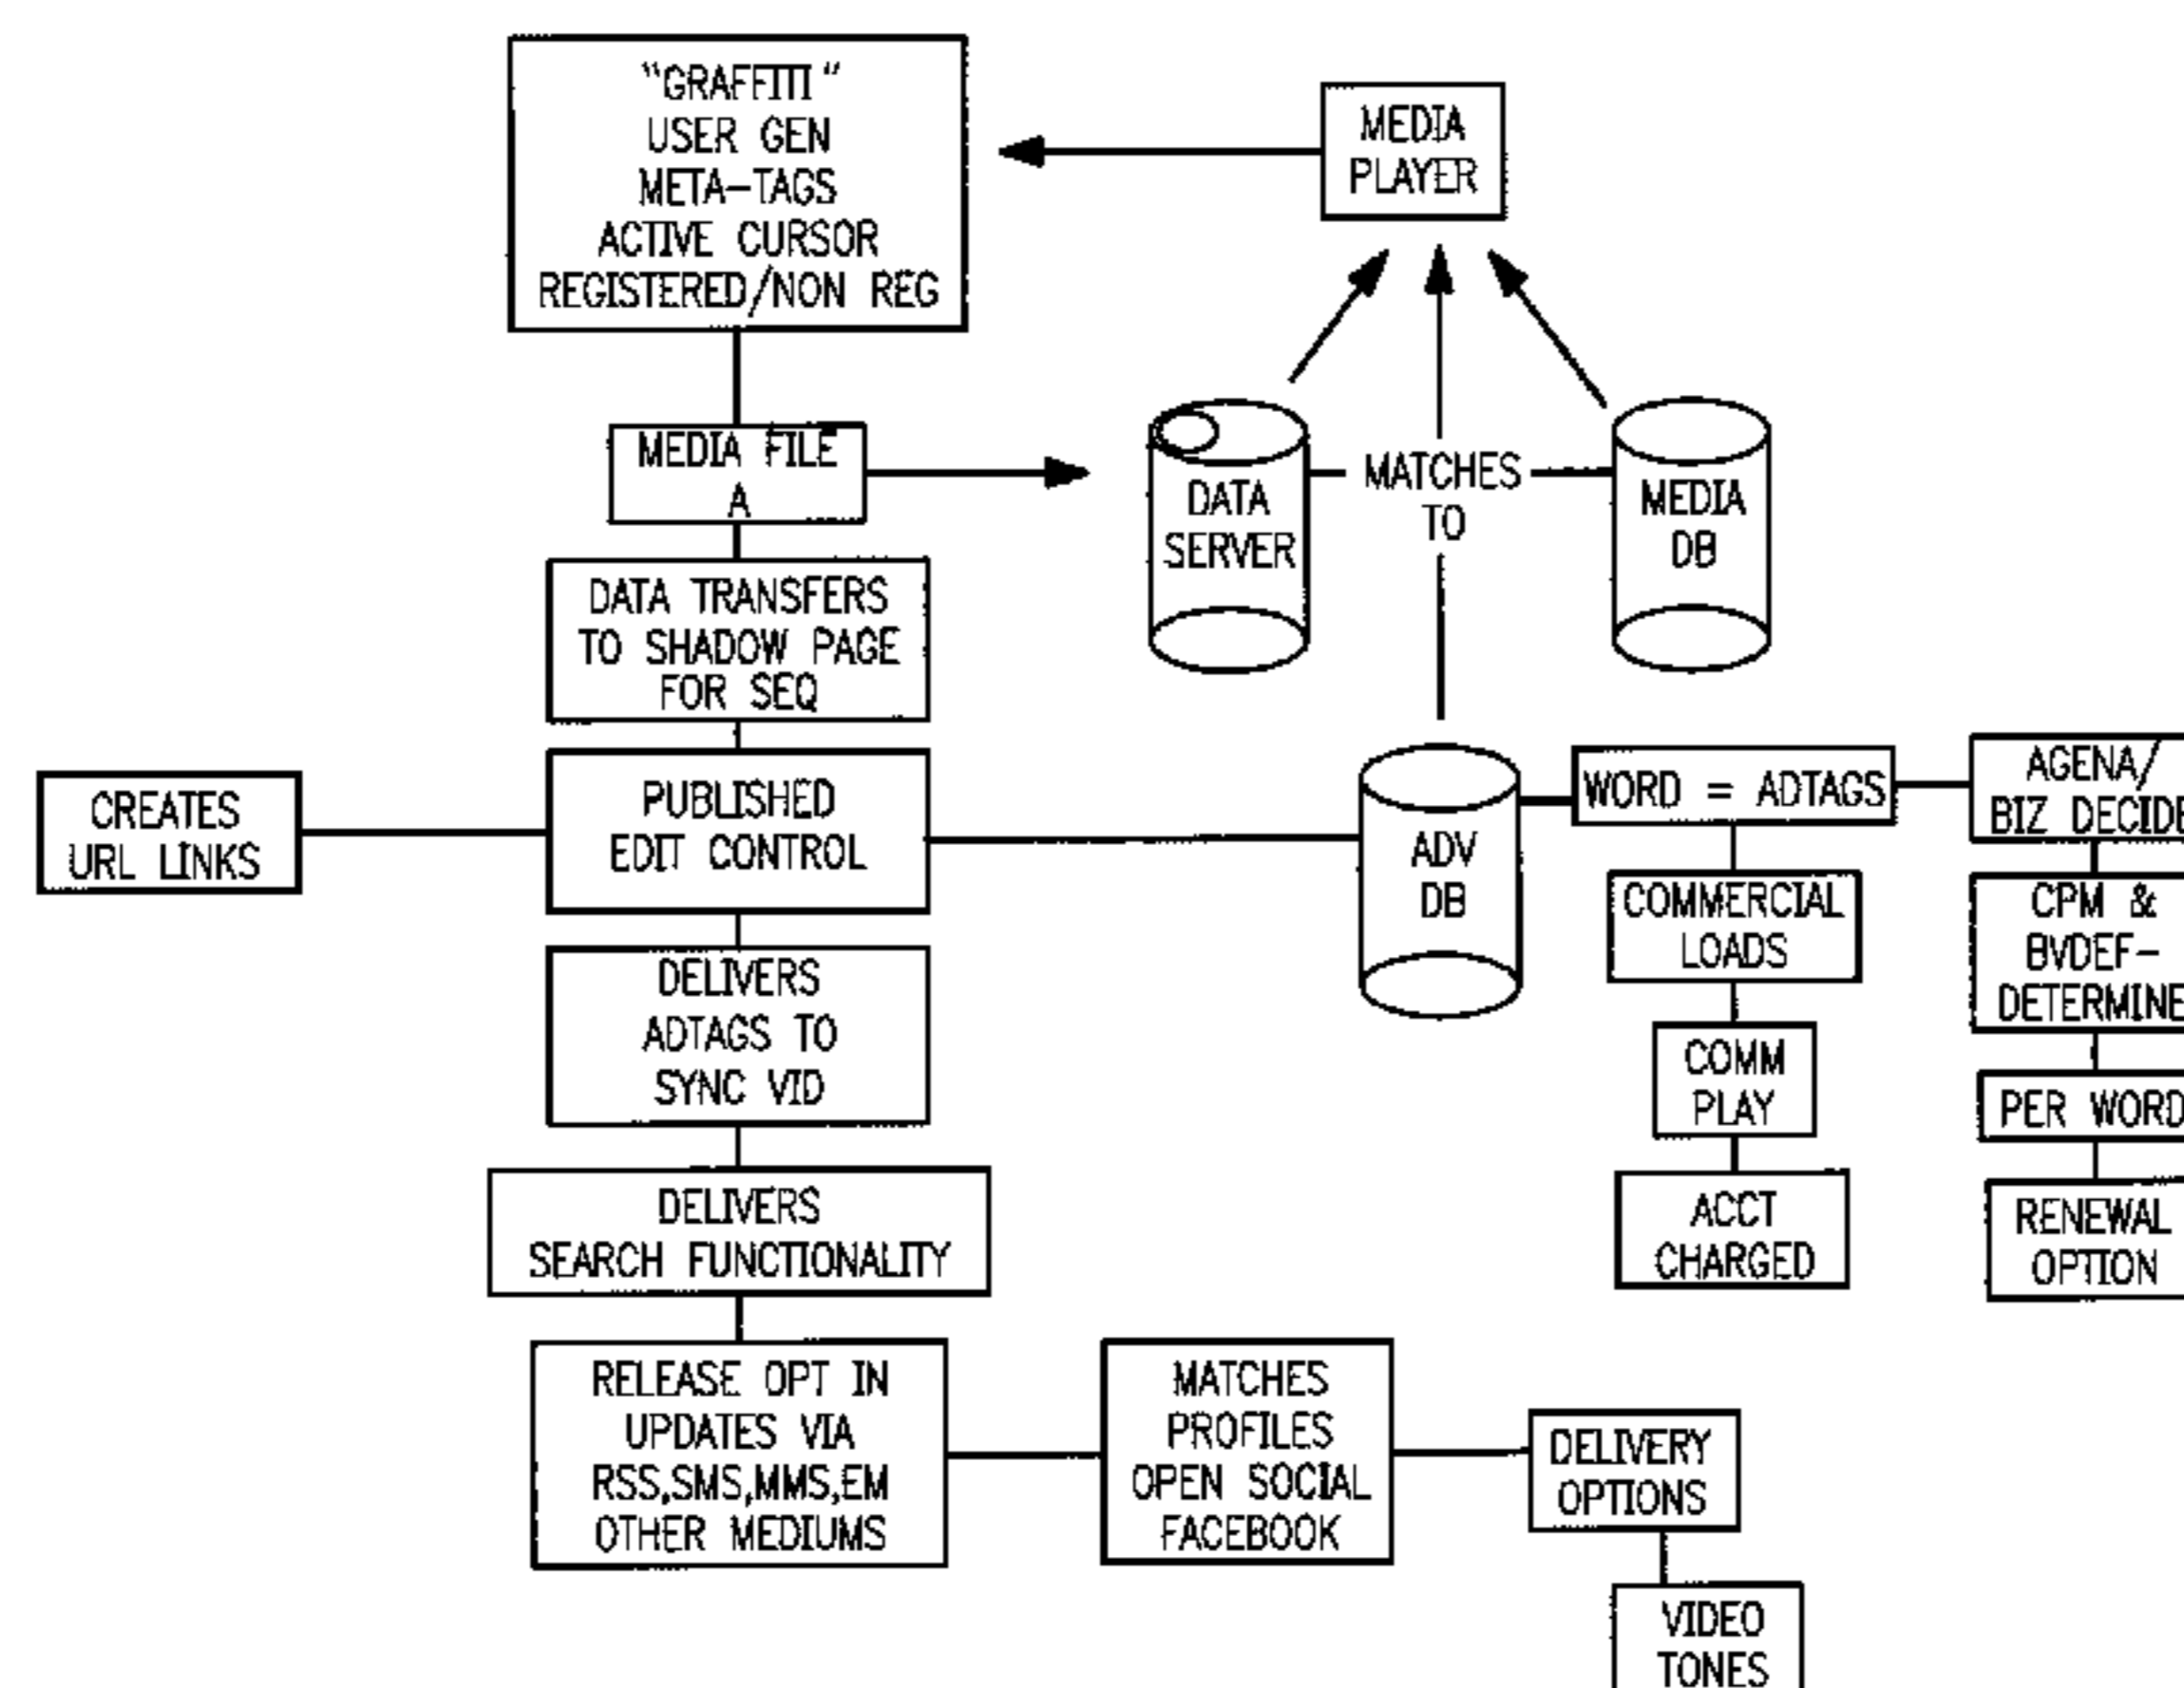 "GRAFFITI"
USER GEN
META-TAGS
ACTIVE CURSOR
REGISTERED/NON REG
MEDIA
PLAYER
MEDIA FILE
A
DATA
SERVER
MATCHES
TO
MEDIA
DB
DATA TRANSFERS
TO SHADOW PAGE
FOR SEQ
CREATES
URL LINKS
PUBLISHED
EDIT CONTROL
ADV
DB
WORD = ADTAGS
AGENA/
BIZ DECIDE
COMMERCIAL
LOADS
CPM &
BVDEF-
DETERMINE
COMM
PLAY
PER WORD
ACCT
CHARGED
RENEWAL
OPTION
DELIVERS
ADTAGS TO
SYNC VID
DELIVERS
SEARCH FUNCTIONALITY
RELEASE OPT IN
UPDATES VIA
RSS,SMS,MMS,EM
OTHER MEDIUMS
MATCHES
PROFILES
OPEN SOCIAL
FACEBOOK
DELIVERY
OPTIONS
VIDEO
TONES